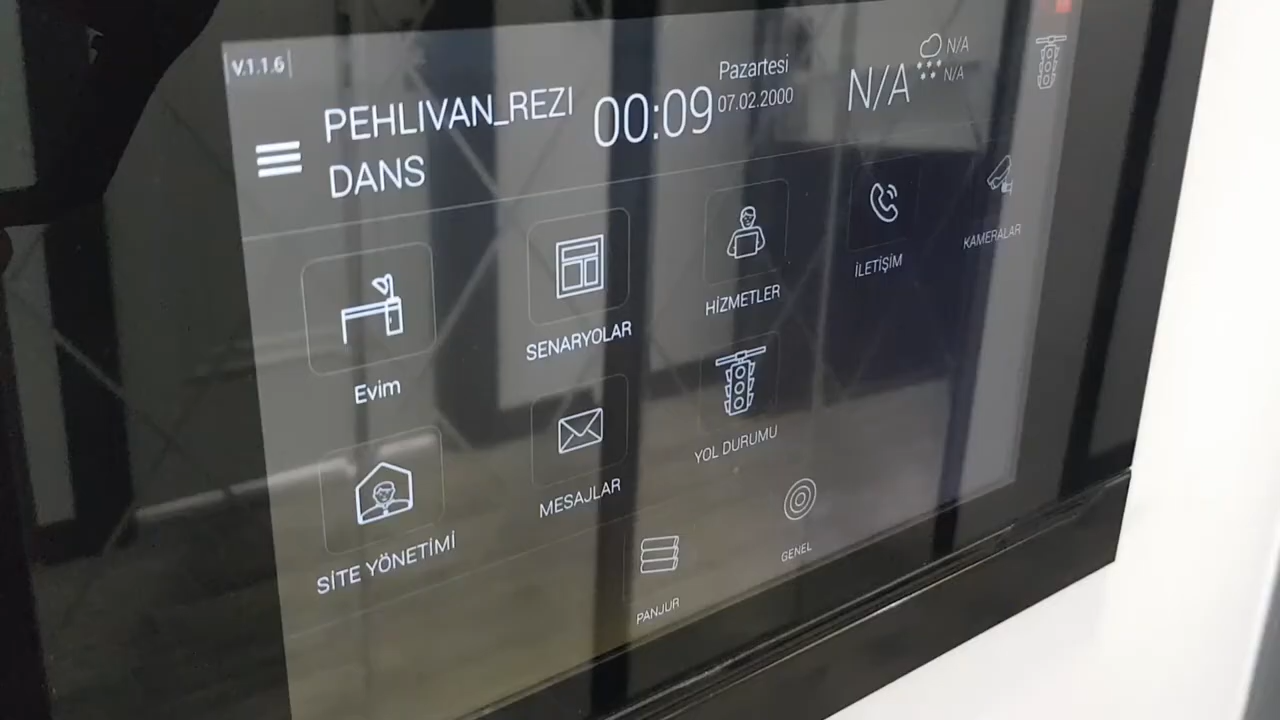 V.1.1.6
PEHLIVAN_REZI
DANS
00:09
Pazartesi
07.02.2000
N/A
N/A
N/A
Evim
SENARYOLAR
HİZMETLER
İLETİŞİM
KAMERALAR
SİTE YÖNETİMİ
MESAJLAR
YOL DURUMU
PANJUR
GENEL